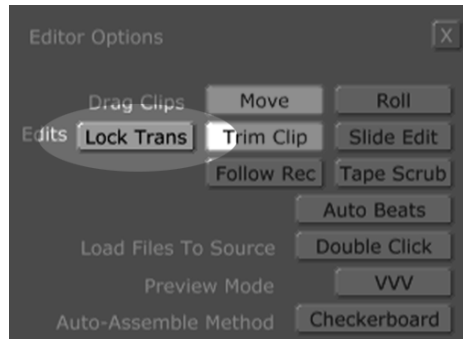 Editor Options X
Drag Clips Move Roll
Edits Lock Trans Trim Clip Slide Edit
Follow Rec Tape Scrub
Auto Beats
Load Files To Source Double Click
Preview Mode VVV
Auto-Assemble Method Checkerboard